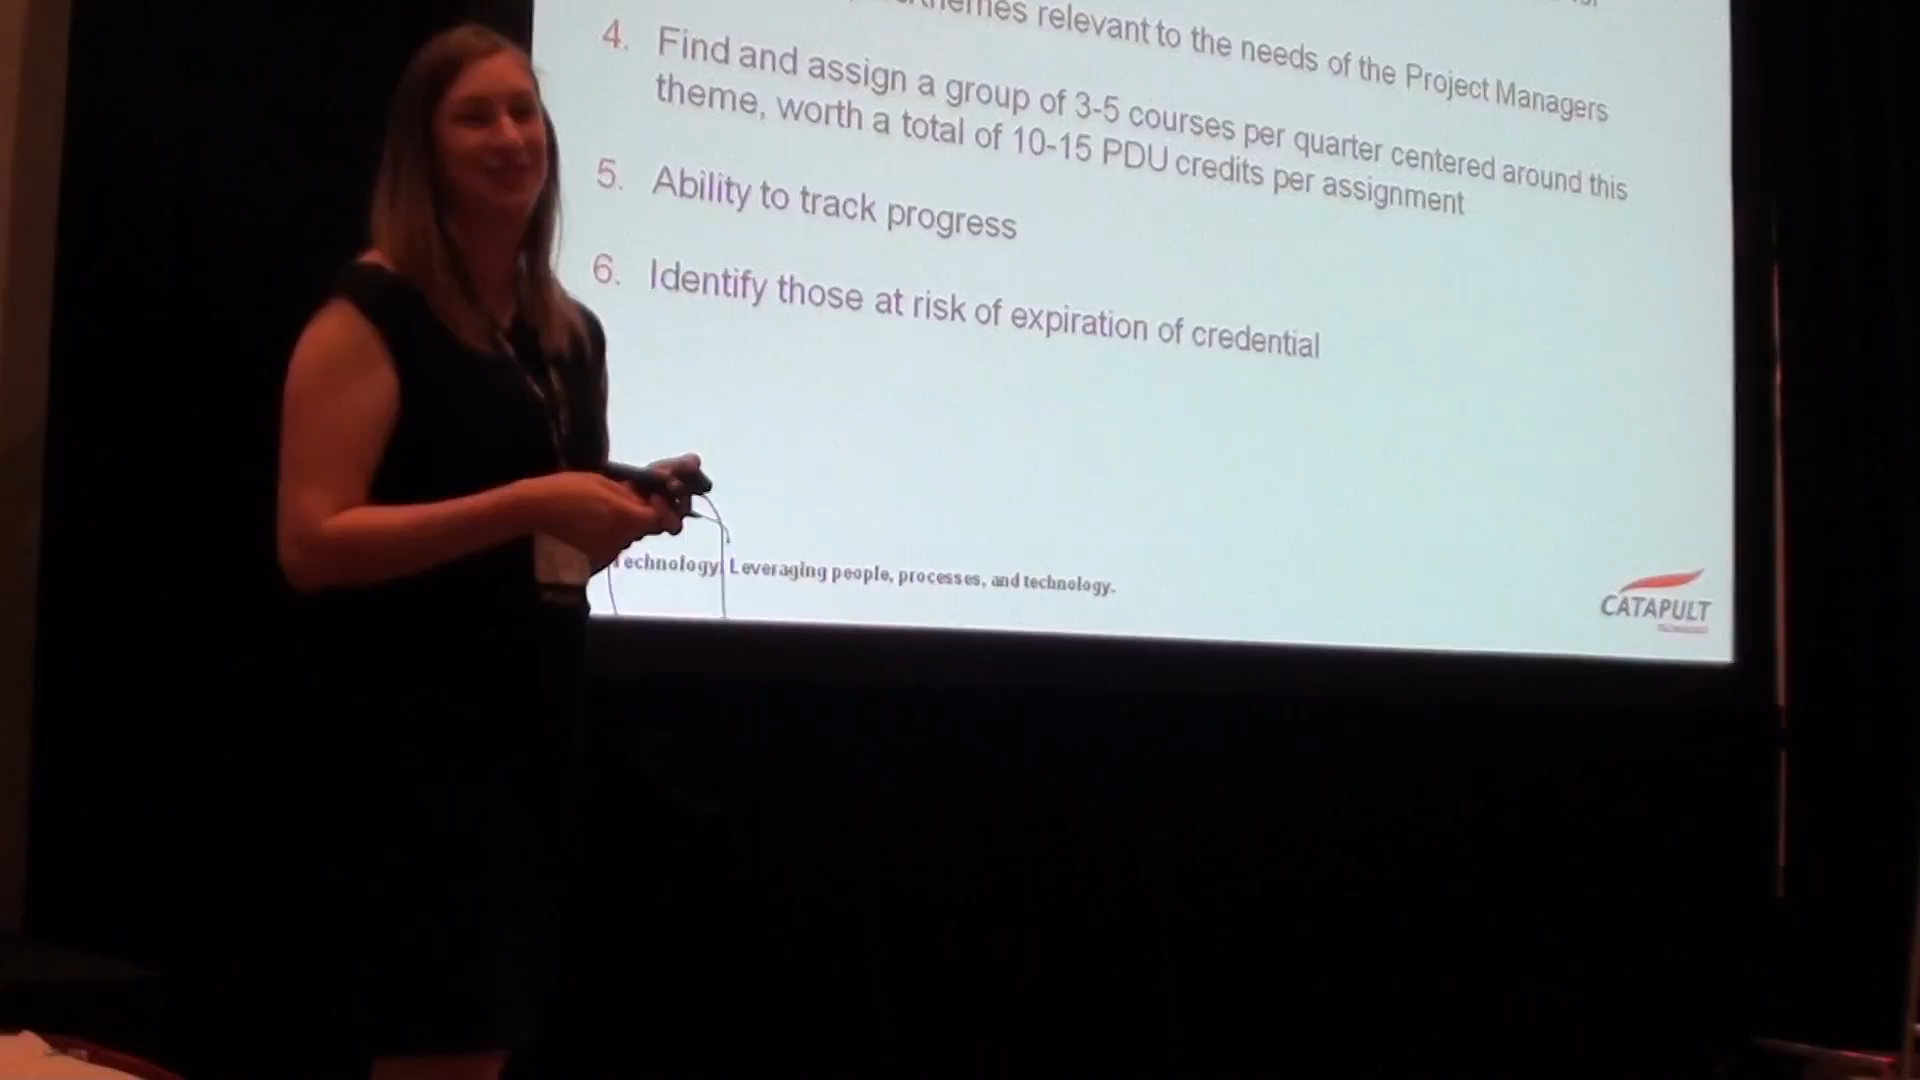 relevant to the needs of the Project Managers
4. Find and assign a group of 3-5 courses per quarter centered around this
theme, worth a total of 10-15 PDU credits per assignment
5. Ability to track progress
6. Identify those at risk of expiration of credential
echnology. Leveraging people, processes, and technology.
CATAPULT
TECHNOLOGY